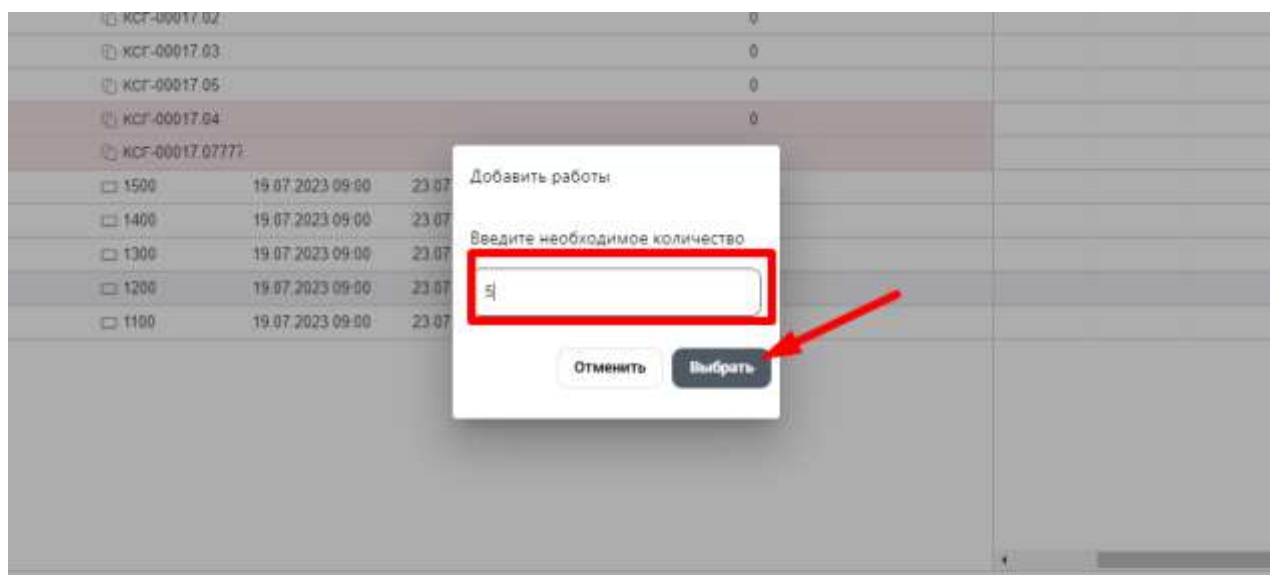 КСГ-00017.02 0
КСГ-00017.03 0
КСГ-00017.05 0
КСГ-00017.04 0
КСГ-00017.07777
1500 19.07.2023 09:00 23.07
1400 19.07.2023 09:00 23.07
1300 19.07.2023 09:00 23.07
1200 19.07.2023 09:00 23.07
1100 19.07.2023 09:00 23.07
Добавить работы
Введите необходимое количество
5
Отменить Выбрать